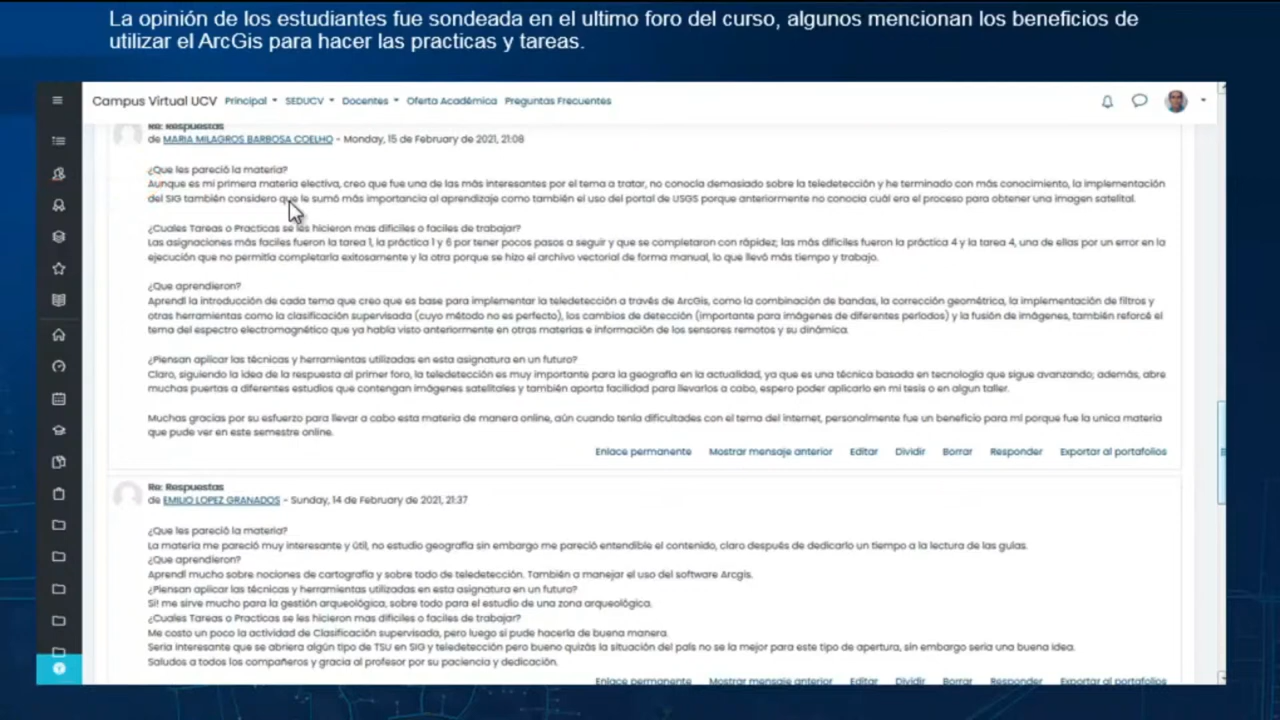 La opinión de los estudiantes fue sondeada en el ultimo foro del curso, algunos mencionan los beneficios de
utilizar el ArcGis para hacer las practicas y tareas.
Campus Virtual UCV Principal SEDUCV Docentes Oferta Académica Preguntas Frecuentes
Re: Respuestas
de MARIA MILAGROS BARBOSA COELHO - Monday, 15 de February de 2021, 21:08
¿Que les pareció la materia?
Aunque es mi primera materia electiva, creo que fue una de las más interesantes por el tema a tratar, no conocía demasiado sobre la teledetección y he terminado con más conocimiento, la implementación
del SIG también considero que le sumó más importancia al aprendizaje como también el uso del portal de USGS porque anteriormente no conocía cuál era el proceso para obtener una imagen satelital.
¿Cuales Tareas o Practicas se les hicieron mas dificiles o faciles de trabajar?
Las asignaciones más faciles fueron la tarea 1, la práctica 1 y 6 por tener pocos pasos a seguir y que se completaron con rápidez; las más difíciles fueron la práctica 4 y la tarea 4, una de ellas por un error en la
ejecución que no permitía completarla exitosamente y la otra porque se hizo el archivo vectorial de forma manual, lo que llevó más tiempo y trabajo.
¿Que aprendieron?
Aprendí la introducción de cada tema que creo que es base para implementar la teledetección a través de ArcGis, como la combinación de bandas, la corrección geométrica, la implementación de filtros y
otras herramientas como la clasificación supervisada (cuyo método no es perfecto), los cambios de detección (importante para imágenes de diferentes períodos) y la fusión de imágenes, también reforcé el
tema del espectro electromagnético que ya había visto anteriormente en otras materias e información de los sensores remotos y su dinámica.
¿Piensan aplicar las técnicas y herramientas utilizadas en esta asignatura en un futuro?
Claro, siguiendo la idea de la respuesta al primer foro, la teledetección es muy importante para la geografía en la actualidad, ya que es una técnica basada en tecnología que sigue avanzando; además, abre
muchas puertas a diferentes estudios que contengan imágenes satelitales y también aporta facilidad para llevarlos a cabo, espero poder aplicarlo en mi tesis o en algun taller.
Muchas gracias por su esfuerzo para llevar a cabo esta materia de manera online, aún cuando tenía dificultades con el tema del internet, personalmente fue un beneficio para mí porque fue la unica materia
que pude ver en este semestre online.
Enlace permanente Mostrar mensaje anterior Editar Dividir Borrar Responder Exportar al portafolios
Re: Respuestas
de EMILIO LOPEZ GRANADOS - Sunday, 14 de February de 2021, 21:37
¿Que les pareció la materia?
La materia me pareció muy interesante y útil, no estudio geografía sin embargo me pareció entendible el contenido, claro después de dedicarlo un tiempo a la lectura de las guías.
¿Que aprendieron?
Aprendí mucho sobre nociones de cartografía y sobre todo de teledetección. También a manejar el uso del software Arcgis.
¿Piensan aplicar las técnicas y herramientas utilizadas en esta asignatura en un futuro?
Sí! me sirve mucho para la gestión arqueológica, sobre todo para el estudio de una zona arqueológica.
¿Cuales Tareas o Practicas se les hicieron mas dificiles o faciles de trabajar?
Me costo un poco la actividad de Clasificación supervisada, pero luego si pude hacerla de buena manera.
Seria interesante que se abriera algún tipo de TSU en SIG y teledetección pero bueno quizás la situación del país no se la mejor para este tipo de apertura, sin embargo sería una buena idea.
Saludos a todos los compañeros y gracia al profesor por su paciencia y dedicación.
Enlace permanente Mostrar mensaje anterior Editar Dividir Borrar Responder Exportar al portafolios